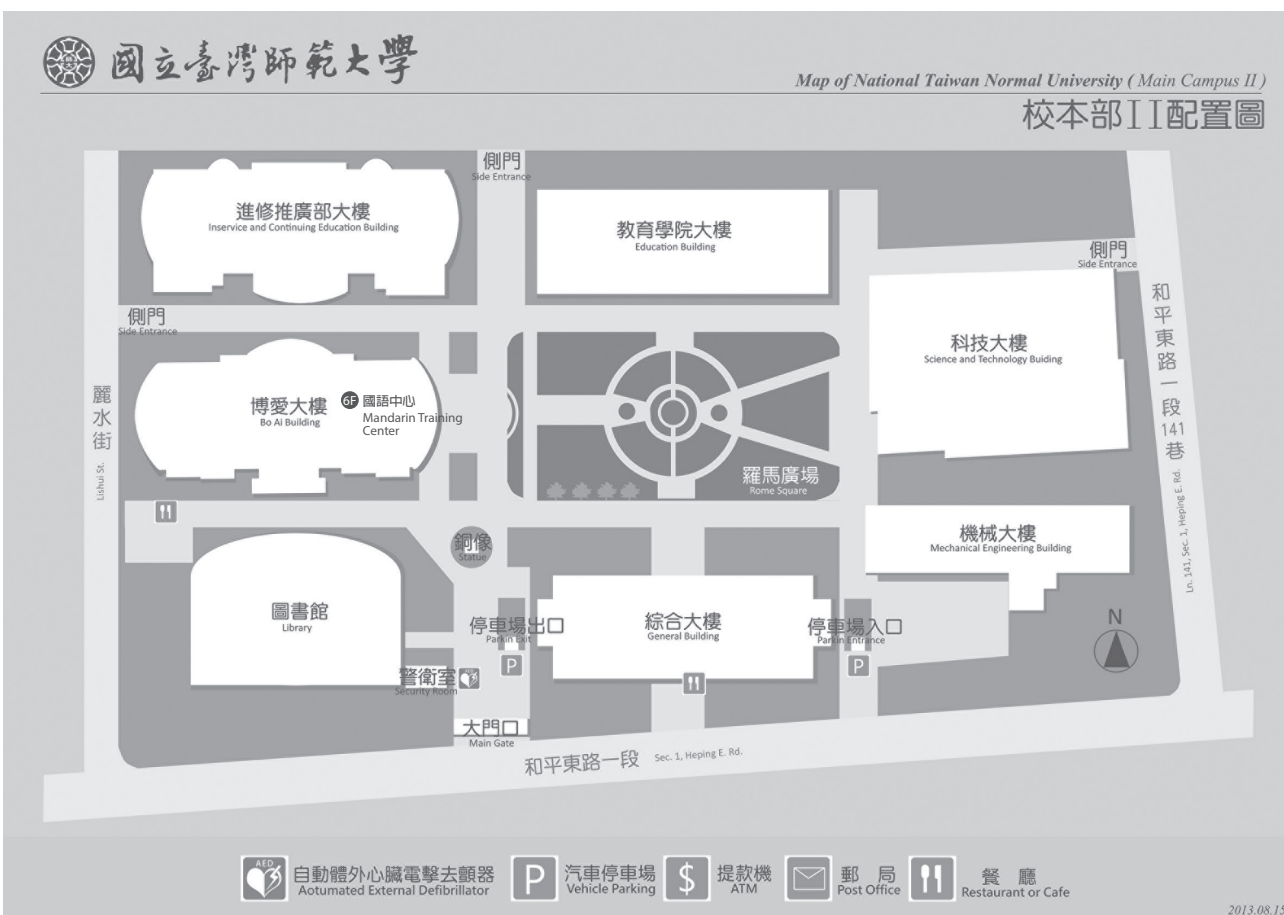 國立臺灣師範大學
Map of National Taiwan Normal University ( Main Campus II )
校本部II配置圖
側門
Side Entrance
進修推廣部大樓
Inservice and Continuing Education Building
教育學院大樓
Education Building
側門
Side Entrance
側門
Side Entrance
科技大樓
Science and Technology Buiding
和平東路一段141巷
Ln. 141, Sec. 1, Heping E. Rd.
麗水街
Lishui St.
博愛大樓
Bo Ai Building
6F 國語中心
Mandarin Training
Center
羅馬廣場
Rome Square
銅像
Statue
機械大樓
Mechanical Engineering Building
圖書館
Library
停車場出口
Parkin Exit
P
綜合大樓
General Building
停車場入口
Parkin Entrance
P
N
警衛室
Security Room
AED
大門口
Main Gate
和平東路一段 Sec. 1, Heping E. Rd.
AED
自動體外心臟電擊去顫器
Aotumated External Defibrillator
P
汽車停車場
Vehicle Parking
$
提款機
ATM
郵 局
Post Office
餐 廳
Restaurant or Cafe
2013.08.15